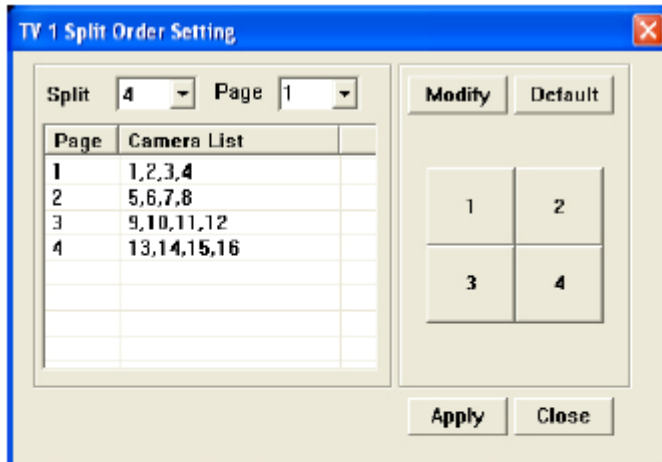 TV 1 Split Order Setting
Split 4 Page 1
Page Camera List
1 1,2,3,4
2 5,6,7,8
3 9,10,11,12
4 13,14,15,16
Modify Default
1 2
3 4
Apply Close